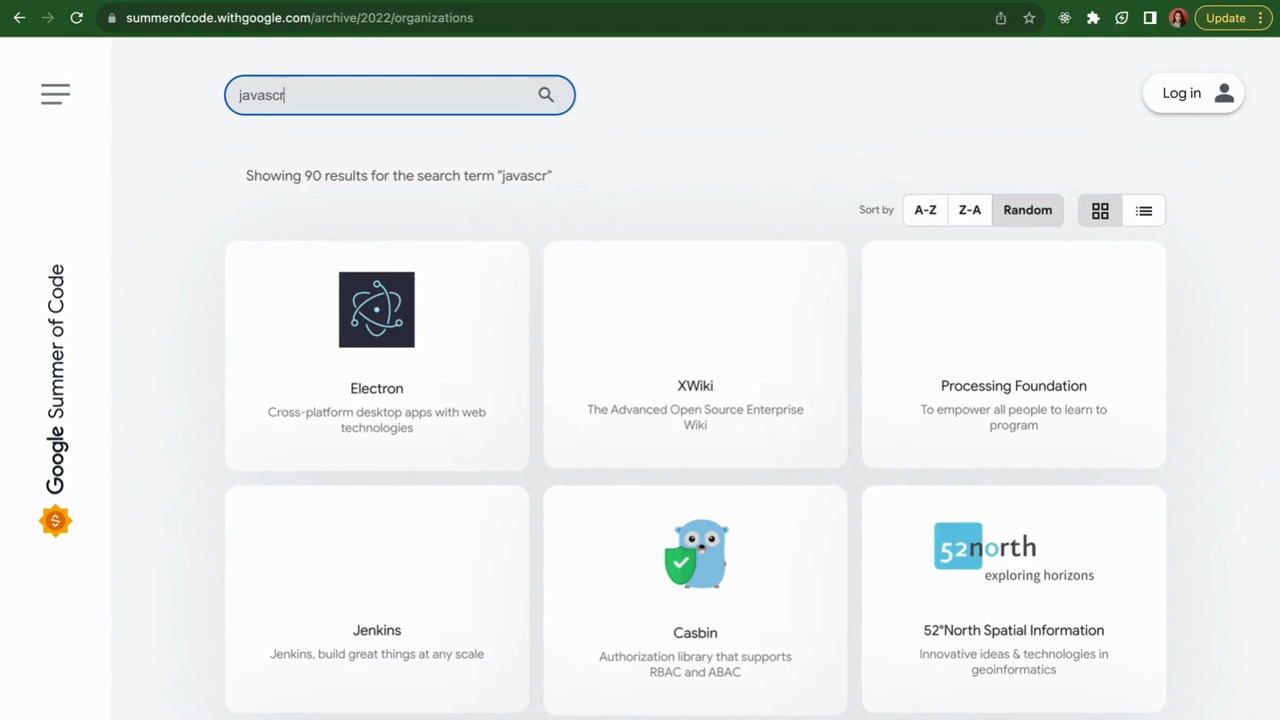 summerofcode.withgoogle.com/archive/2022/organizations
Update
javascr
Log in
Showing 90 results for the search term "javascr"
Sort by
A-Z
Z-A
Random
Google Summer of Code
Electron
Cross-platform desktop apps with web
technologies
XWiki
The Advanced Open Source Enterprise
Wiki
Processing Foundation
To empower all people to learn to
program
Jenkins
Jenkins, build great things at any scale
Casbin
Authorization library that supports
RBAC and ABAC
52north
exploring horizons
52°North Spatial Information
Innovative ideas & technologies in
geoinformatics